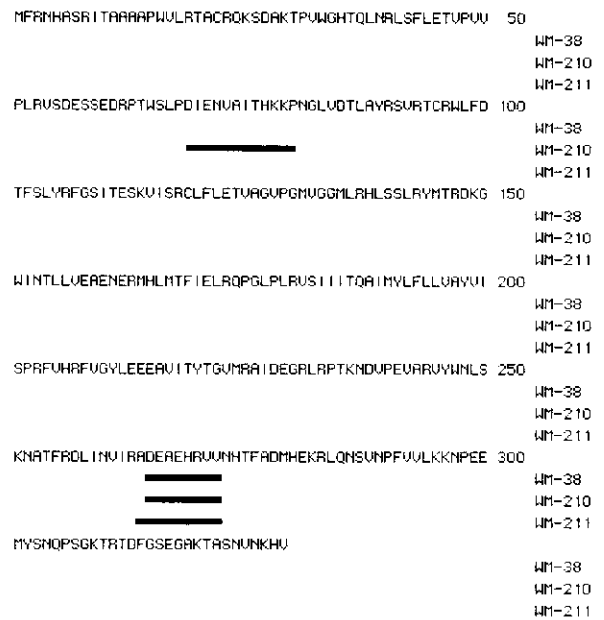 MFRNHASRITAAAAPWVLRTACRQKSDAKTPVWGHTQLNRLSFLETVPVV 50
WM-38
WM-210
WM-211
PLRVSDESSEDRPTWSLPDIENVAITHKKPNGLVDTLAYRSVRTCRWLFD 100
WM-38
WM-210
WM-211
TFSLYRFGSITESKVISRCLFLETVAGVPGMVGGMLRHLSSLRYMTRDKG 150
WM-38
WM-210
WM-211
WINTLLVEAENERMHLMTFIELRQPGLPLRVSIIITQAIMYLFLLVAYVI 200
WM-38
WM-210
WM-211
SPRFVHRFVGYLEEEAVITYTGVMRAIDEGRLRPTKNDVPEVARVYWNLS 250
WM-38
WM-210
WM-211
KNATFRDLINVIRADEAEHRVVNHTFADMHEKRLQNSVNPFVVLKKNPEE 300
WM-38
WM-210
WM-211
MYSNQPSGKTRTDFGSEGAKTASNVNKHV
WM-38
WM-210
WM-211